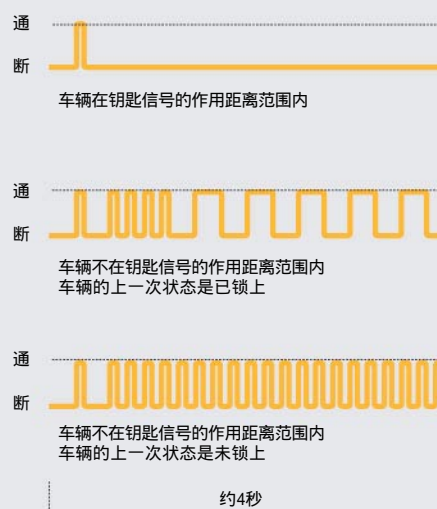 通
断
车辆在钥匙信号的作用距离范围内
通
断
车辆不在钥匙信号的作用距离范围内
车辆的上一次状态是已锁上
通
断
车辆不在钥匙信号的作用距离范围内
车辆的上一次状态是未锁上
约4秒